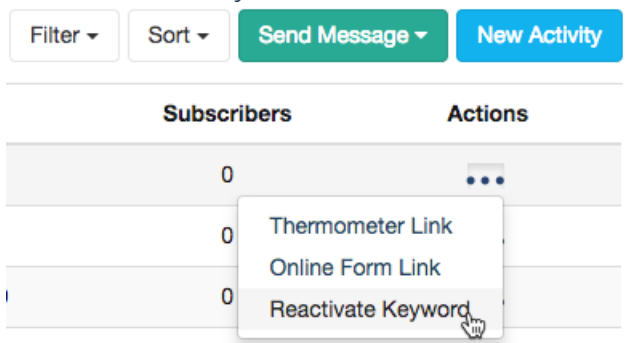 Filter Sort Send Message New Activity
Subscribers Actions
0
0
Thermometer Link
Online Form Link
0
Reactivate Keyword